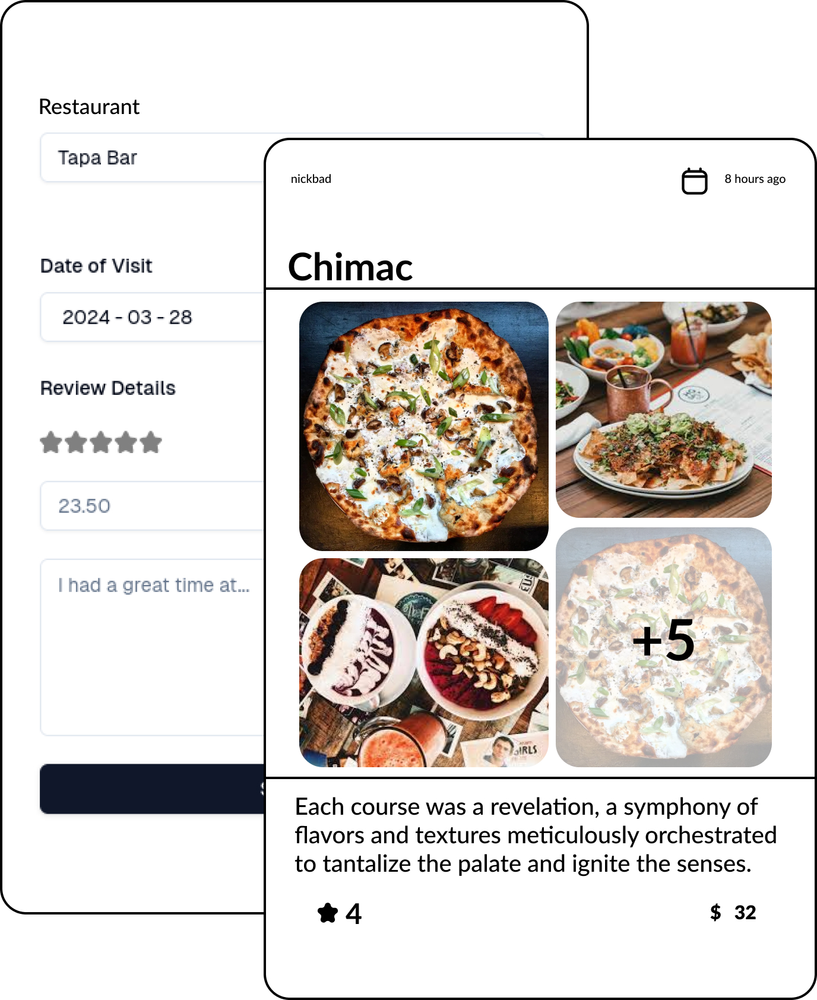 Restaurant
Tapa Bar
Date of Visit
2024 - 03 - 28
Review Details
23.50
I had a great time at...
nickbad
8 hours ago
Chimac
+5
Each course was a revelation, a symphony of
flavors and textures meticulously orchestrated
to tantalize the palate and ignite the senses.
4
$ 32